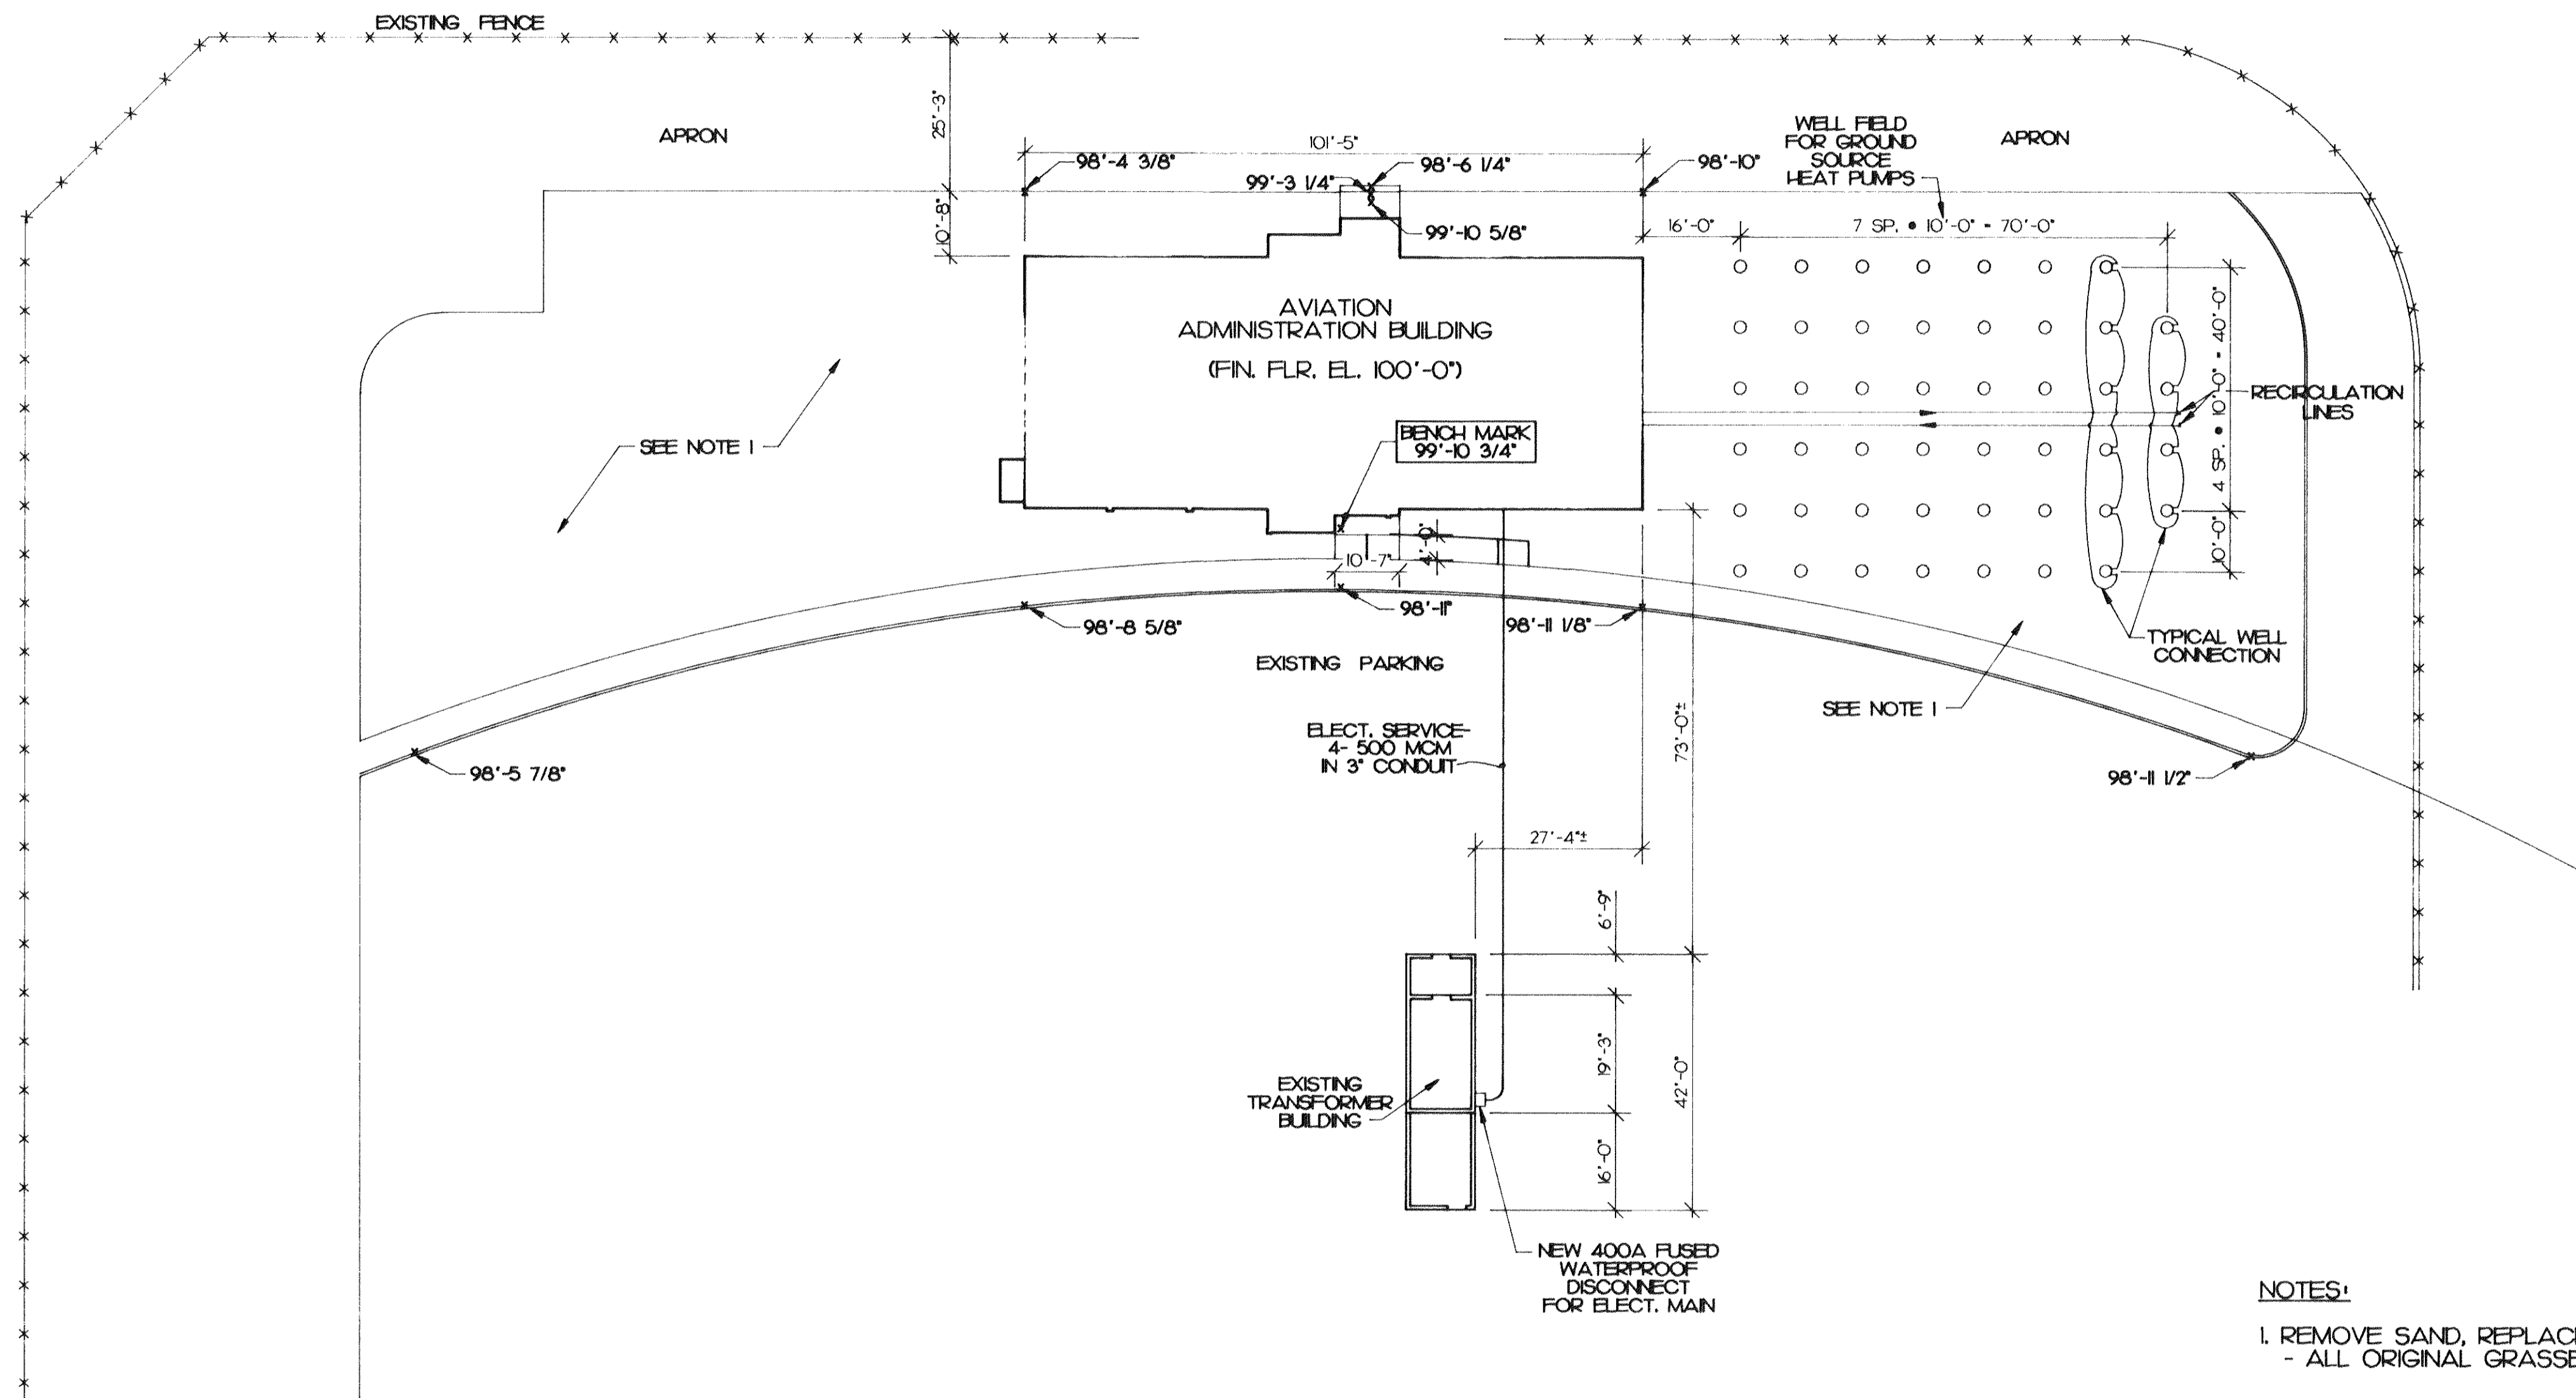 EXISTING FENCE
25'-3"
APRON
101'-5"
WELL FIELD
FOR GROUND
SOURCE
HEAT PUMPS
APRON
98'-4 3/8"
98'-6 1/4"
98'-10"
99'-3 1/4"
99'-10 5/8"
10'-8"
16'-0"
7 SP. • 10'-0" = 70'-0"
AVIATION
ADMINISTRATION BUILDING
(FIN. FLR. EL. 100'-0")
4 SP. • 10'-0" = 40'-0"
RECIRCULATION
LINES
SEE NOTE 1
BENCH MARK
99'-10 3/4"
4'-0"
10'-7"
10'-0"
98'-8 5/8"
98'-11"
98'-11 1/8"
TYPICAL WELL
CONNECTION
EXISTING PARKING
SEE NOTE 1
ELECT. SERVICE-
4- 500 MCM
IN 3" CONDUIT
73'-0"±
98'-5 7/8"
98'-11 1/2"
27'-4"±
6'-9"
19'-3"
42'-0"
16'-0"
EXISTING
TRANSFORMER
BUILDING
NEW 400A FUSED
WATERPROOF
DISCONNECT
FOR ELECT. MAIN
NOTES:
1. REMOVE SAND, REPLAC
- ALL ORIGINAL GRASSE